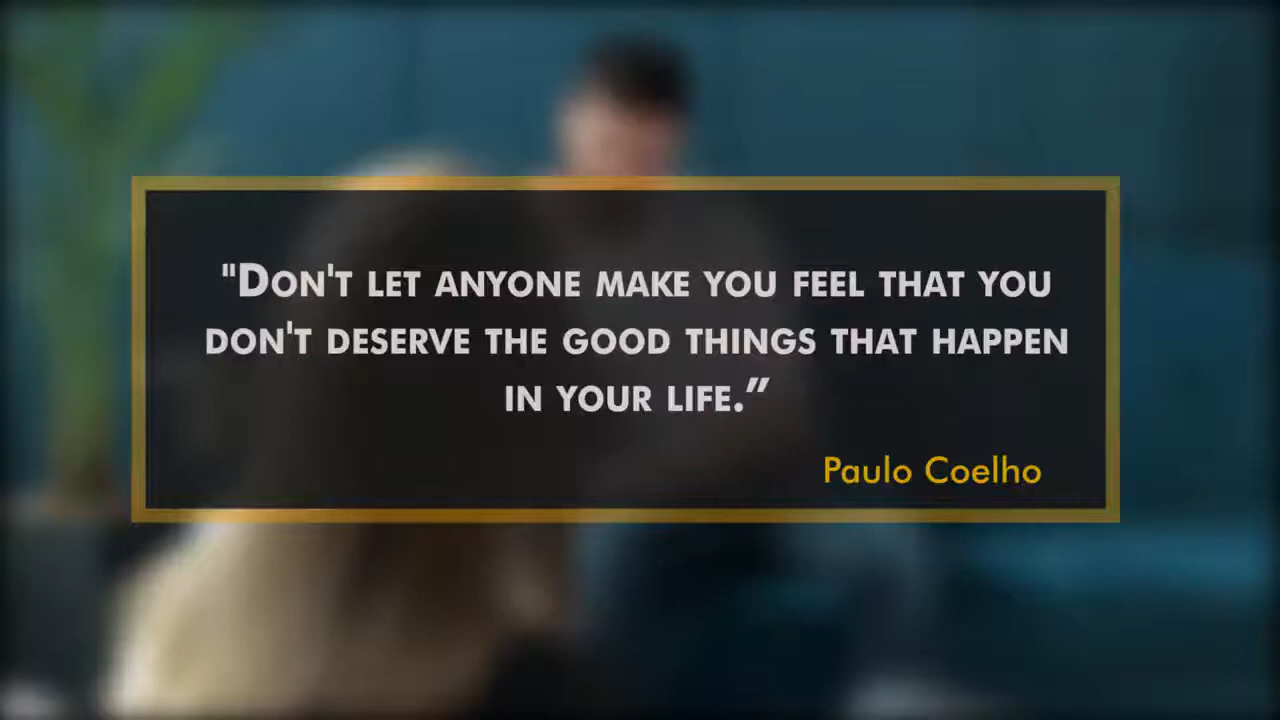 "Don't let anyone make you feel that you
don't deserve the good things that happen
in your life.”
Paulo Coelho